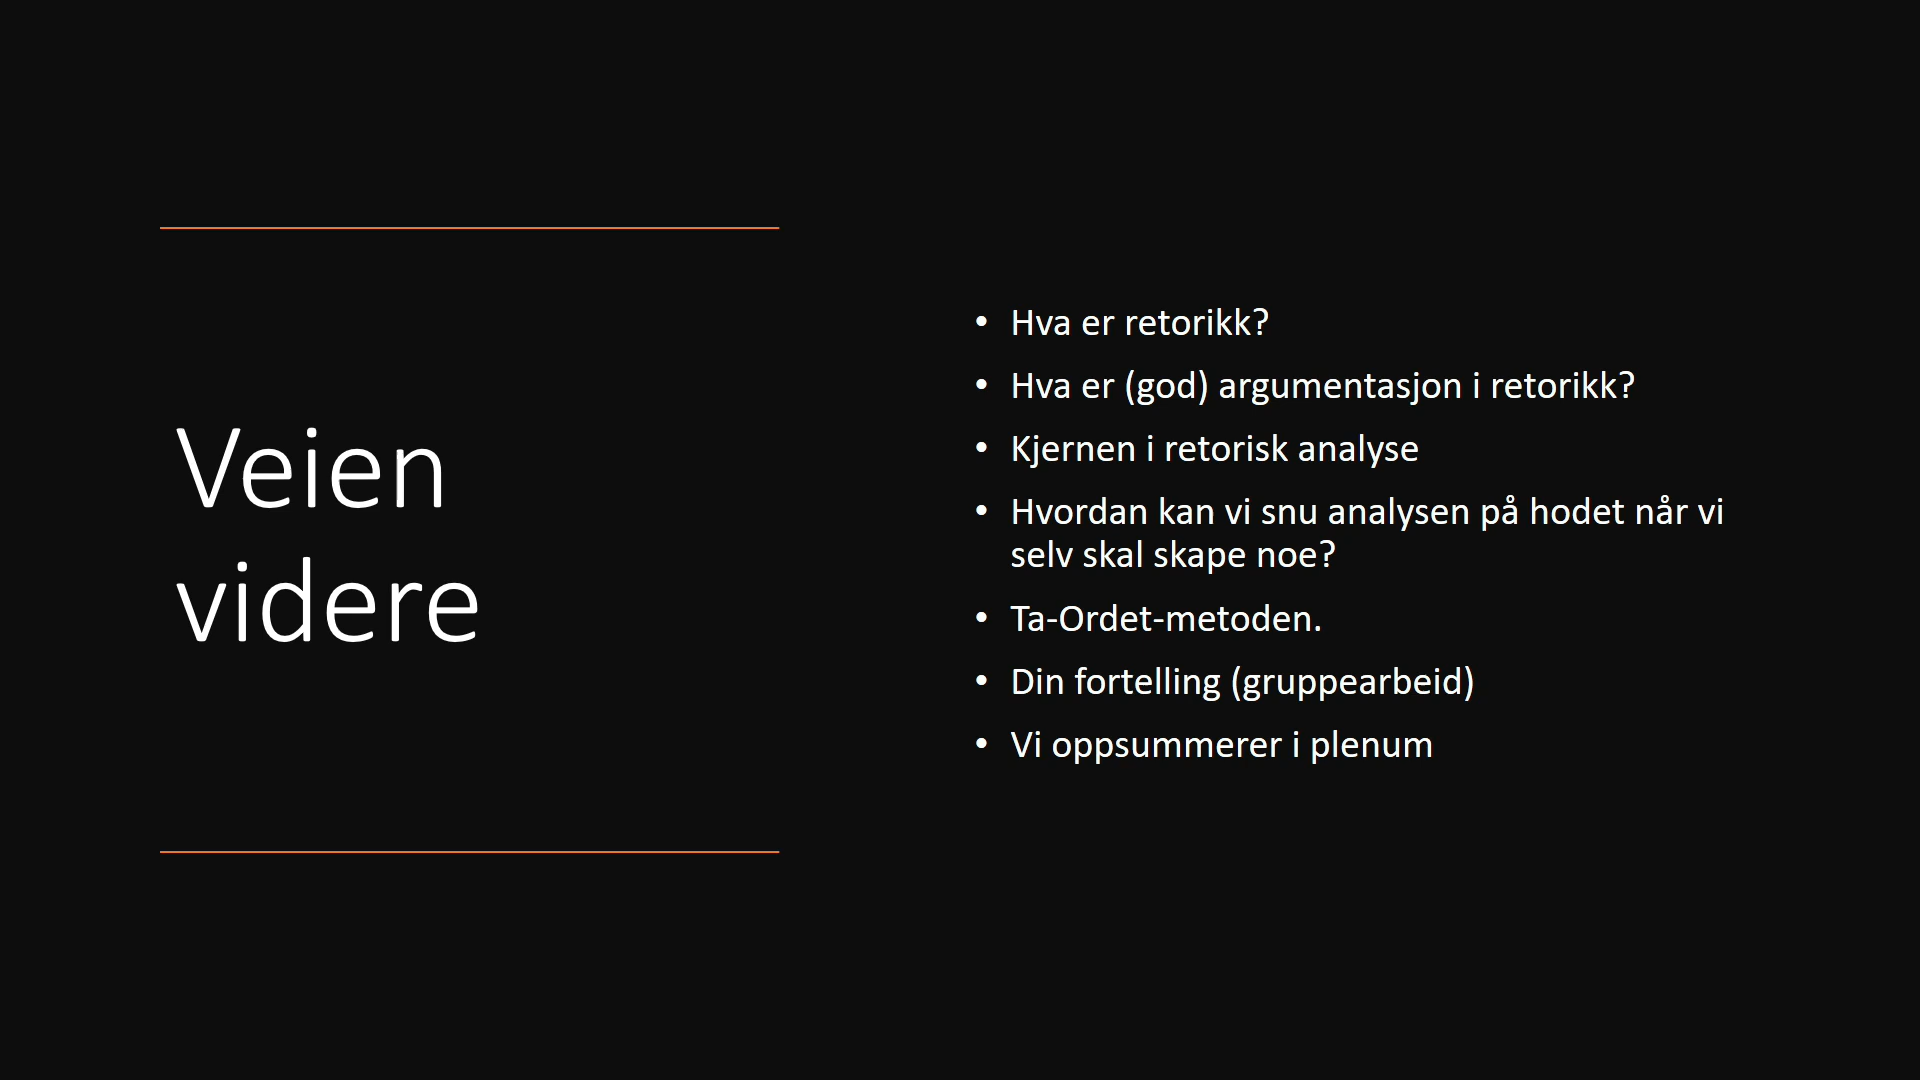 Veien
videre
• Hva er retorikk?
• Hva er (god) argumentasjon i retorikk?
• Kjernen i retorisk analyse
• Hvordan kan vi snu analysen på hodet når vi
selv skal skape noe?
• Ta-Ordet-metoden.
• Din fortelling (gruppearbeid)
• Vi oppsummerer i plenum